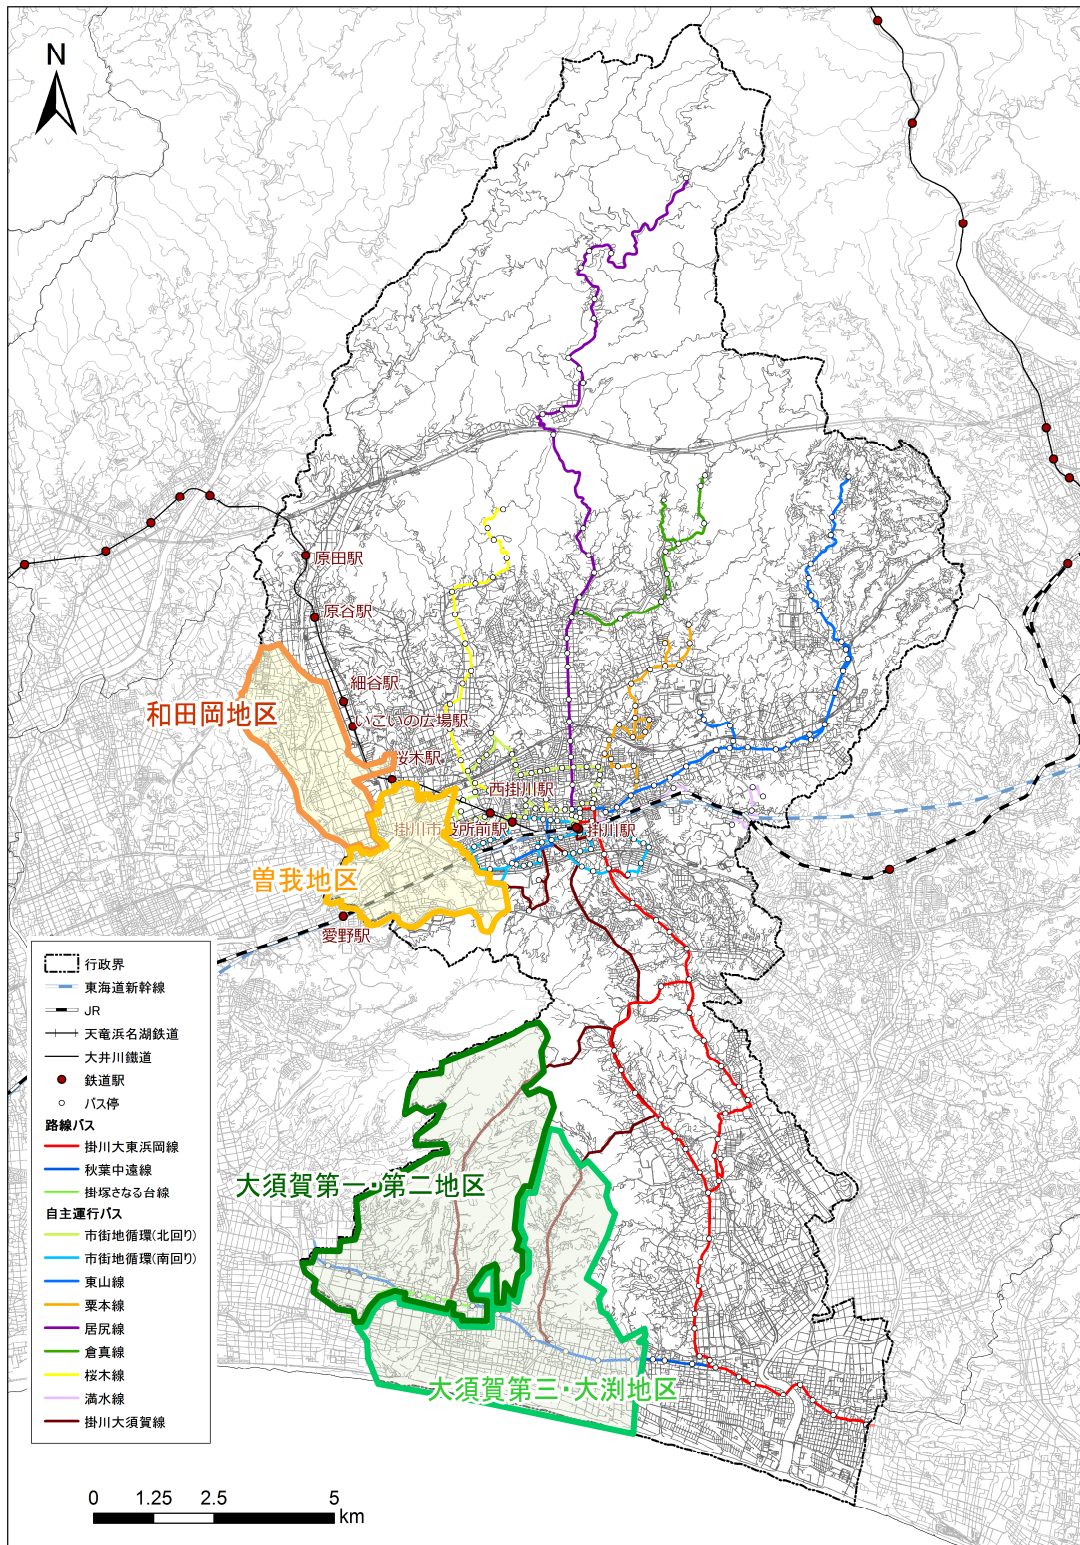 N
原田駅
原谷駅
細谷駅
和田岡地区
いこいの広場駅
桜木駅
西掛川駅
掛川市役所前駅
掛川駅
曽我地区
愛野駅
行政界
東海道新幹線
JR
天竜浜名湖鉄道
大井川鐵道
鉄道駅
バス停
路線バス
掛川大東浜岡線
秋葉中遠線
掛塚さなる台線
自主運行バス
市街地循環(北回り)
市街地循環(南回り)
東山線
粟本線
居尻線
倉真線
桜木線
満水線
掛川大須賀線
大須賀第一・第二地区
大須賀第三・大渕地区
0 1.25 2.5 5
km